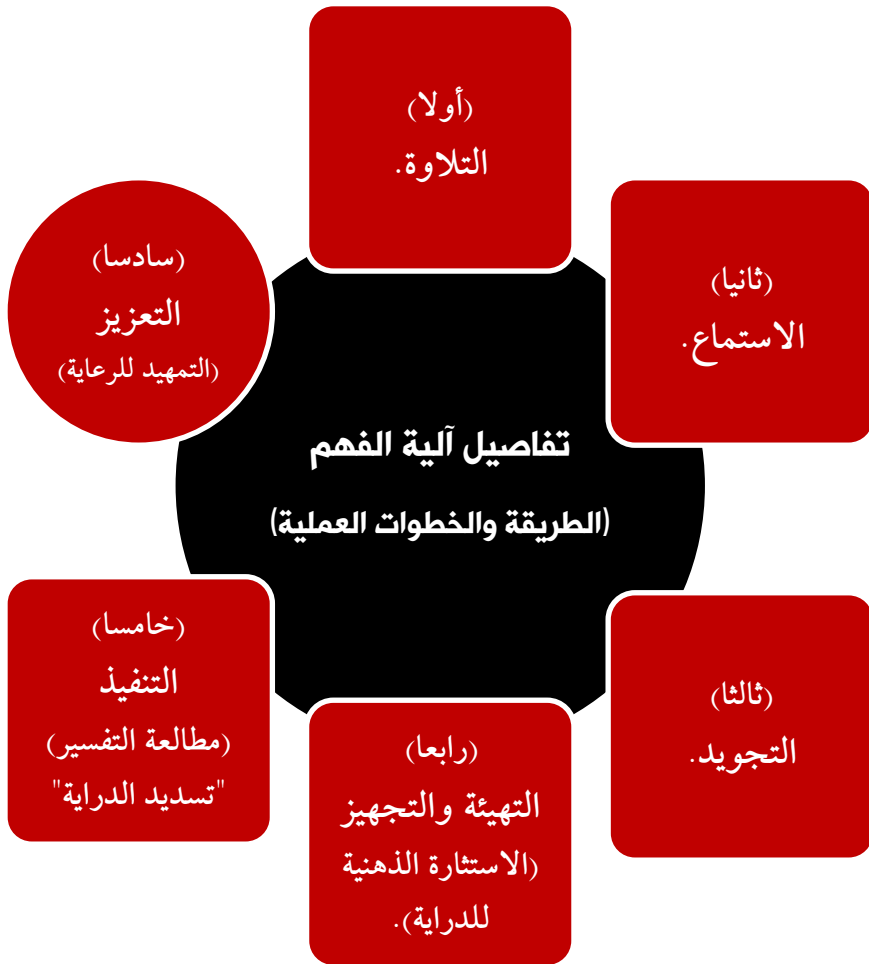 تفاصيل آلية الفهم
(الطريقة والخطوات العملية)
(أولا)
التلاوة.
(ثانيا)
الاستماع.
(ثالثا)
التجويد.
(رابعا)
التهيئة والتجهيز
(الاستثارة الذهنية
للدراية).
(خامسا)
التنفيذ
(مطالعة التفسير)
"تسديد الدراية"
(سادسا)
التعزيز
(التمهيد للرعاية)